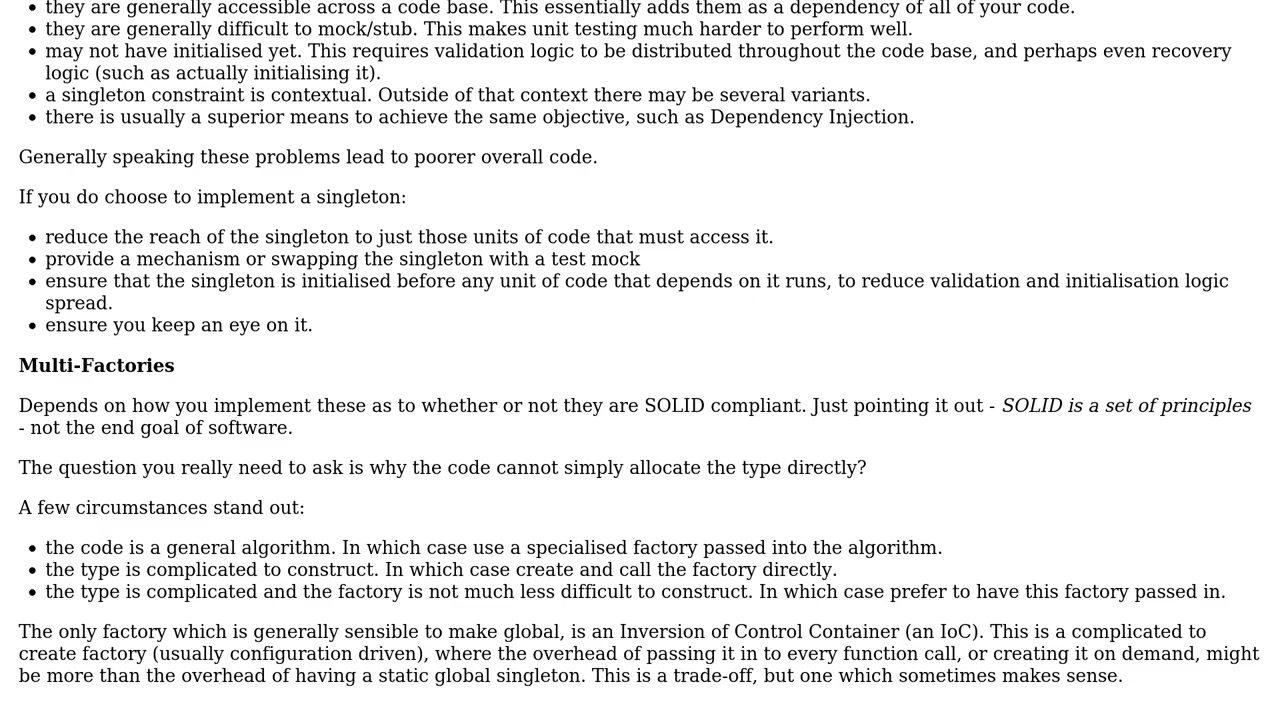 • they are generally accessible across a code base. This essentially adds them as a dependency of all of your code.
• they are generally difficult to mock/stub. This makes unit testing much harder to perform well.
• may not have initialised yet. This requires validation logic to be distributed throughout the code base, and perhaps even recovery
logic (such as actually initialising it).
• a singleton constraint is contextual. Outside of that context there may be several variants.
• there is usually a superior means to achieve the same objective, such as Dependency Injection.
Generally speaking these problems lead to poorer overall code.
If you do choose to implement a singleton:
• reduce the reach of the singleton to just those units of code that must access it.
• provide a mechanism or swapping the singleton with a test mock
• ensure that the singleton is initialised before any unit of code that depends on it runs, to reduce validation and initialisation logic
spread.
• ensure you keep an eye on it.
Multi-Factories
Depends on how you implement these as to whether or not they are SOLID compliant. Just pointing it out - SOLID is a set of principles
- not the end goal of software.
The question you really need to ask is why the code cannot simply allocate the type directly?
A few circumstances stand out:
• the code is a general algorithm. In which case use a specialised factory passed into the algorithm.
• the type is complicated to construct. In which case create and call the factory directly.
• the type is complicated and the factory is not much less difficult to construct. In which case prefer to have this factory passed in.
The only factory which is generally sensible to make global, is an Inversion of Control Container (an IoC). This is a complicated to
create factory (usually configuration driven), where the overhead of passing it in to every function call, or creating it on demand, might
be more than the overhead of having a static global singleton. This is a trade-off, but one which sometimes makes sense.